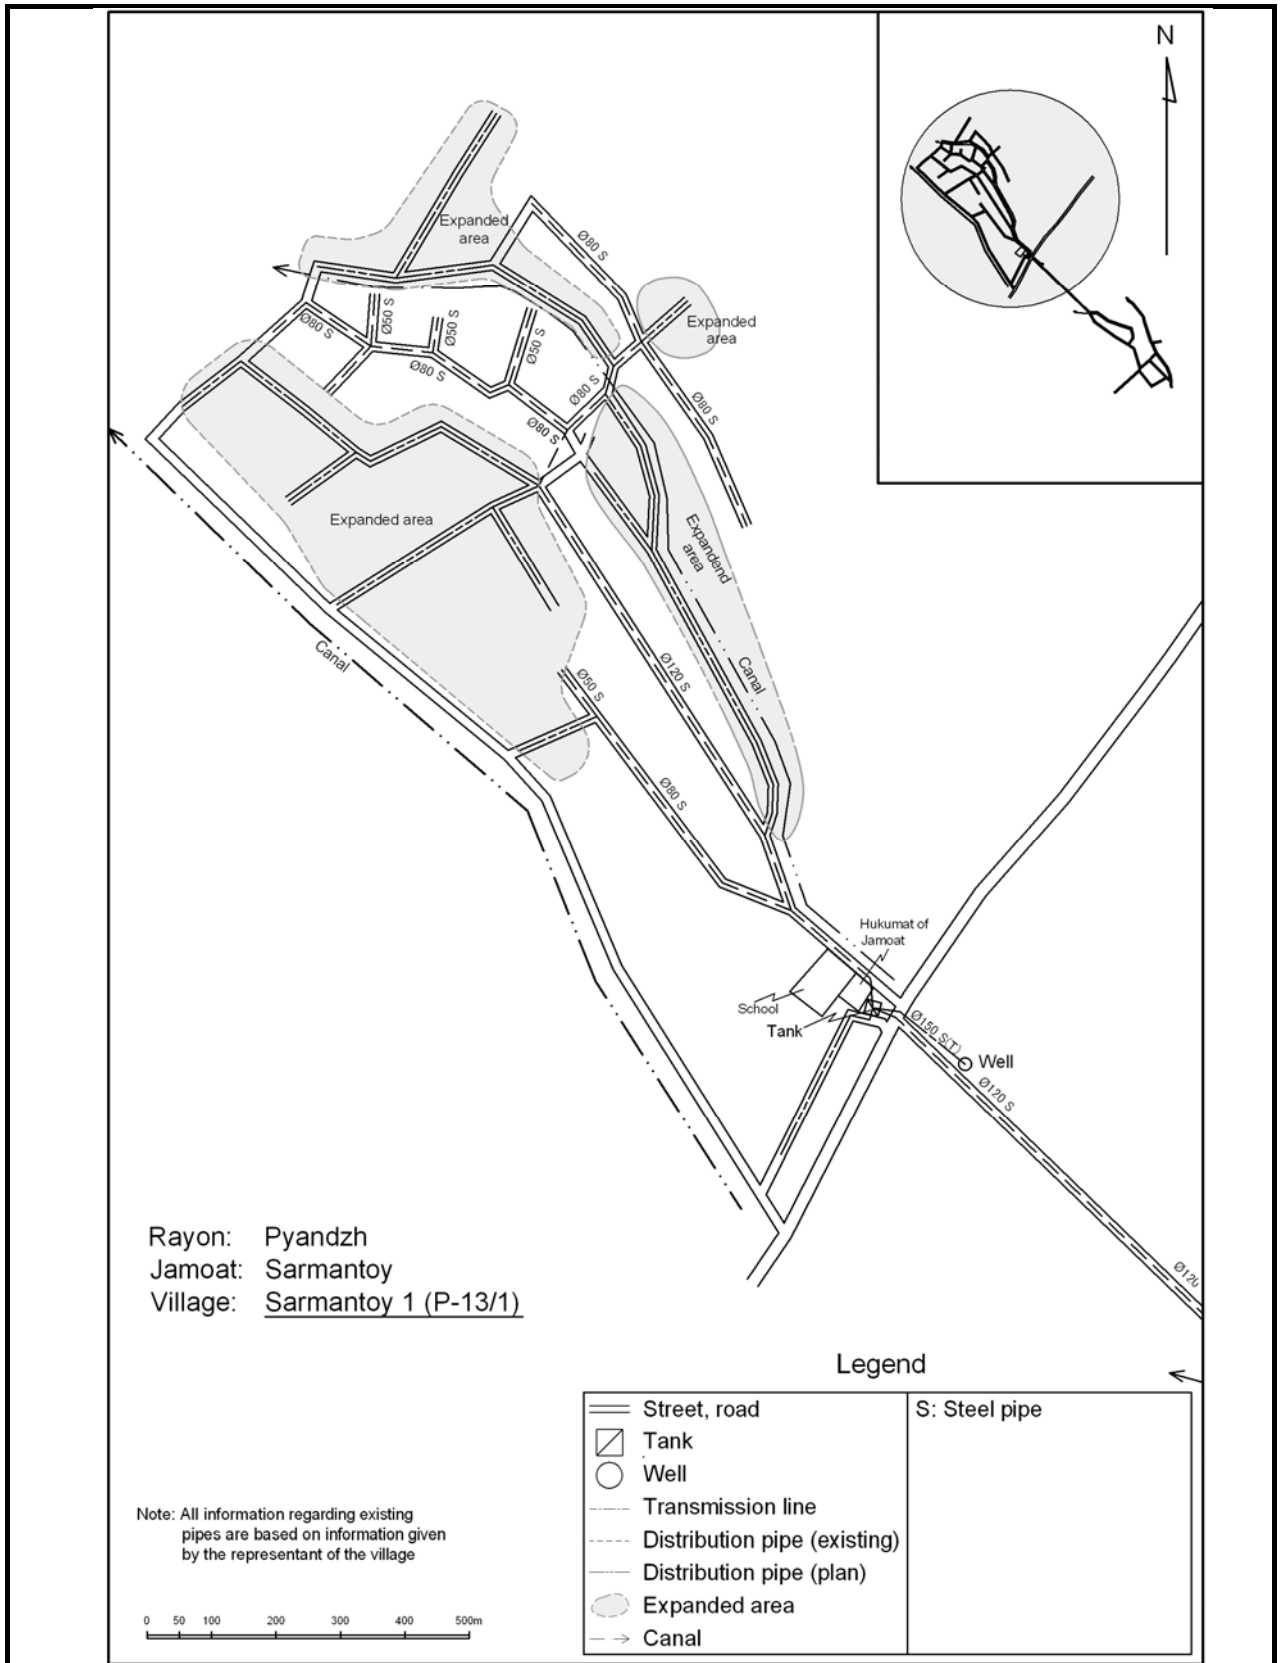 N
Expanded
area
Ø80 S
Expanded
area
Ø80 S
Ø50 S
Ø50 S
Ø50 S
Ø80 S
Ø80 S
Ø80 S
Ø80 S
Expanded area
Expandend
area
Canal
Ø120 S
Canal
Ø50 S
Ø80 S
Hukumat of
Jamoat
School
Tank
Ø150 S(T)
Well
Ø120 S
Ø120
Rayon: Pyandzh
Jamoat: Sarmantoy
Village: Sarmantoy 1 (P-13/1)
Legend
Street, road
Tank
Well
Transmission line
Distribution pipe (existing)
Distribution pipe (plan)
Expanded area
Canal
S: Steel pipe
Note: All information regarding existing
pipes are based on information given
by the representant of the village
0 50 100 200 300 400 500m